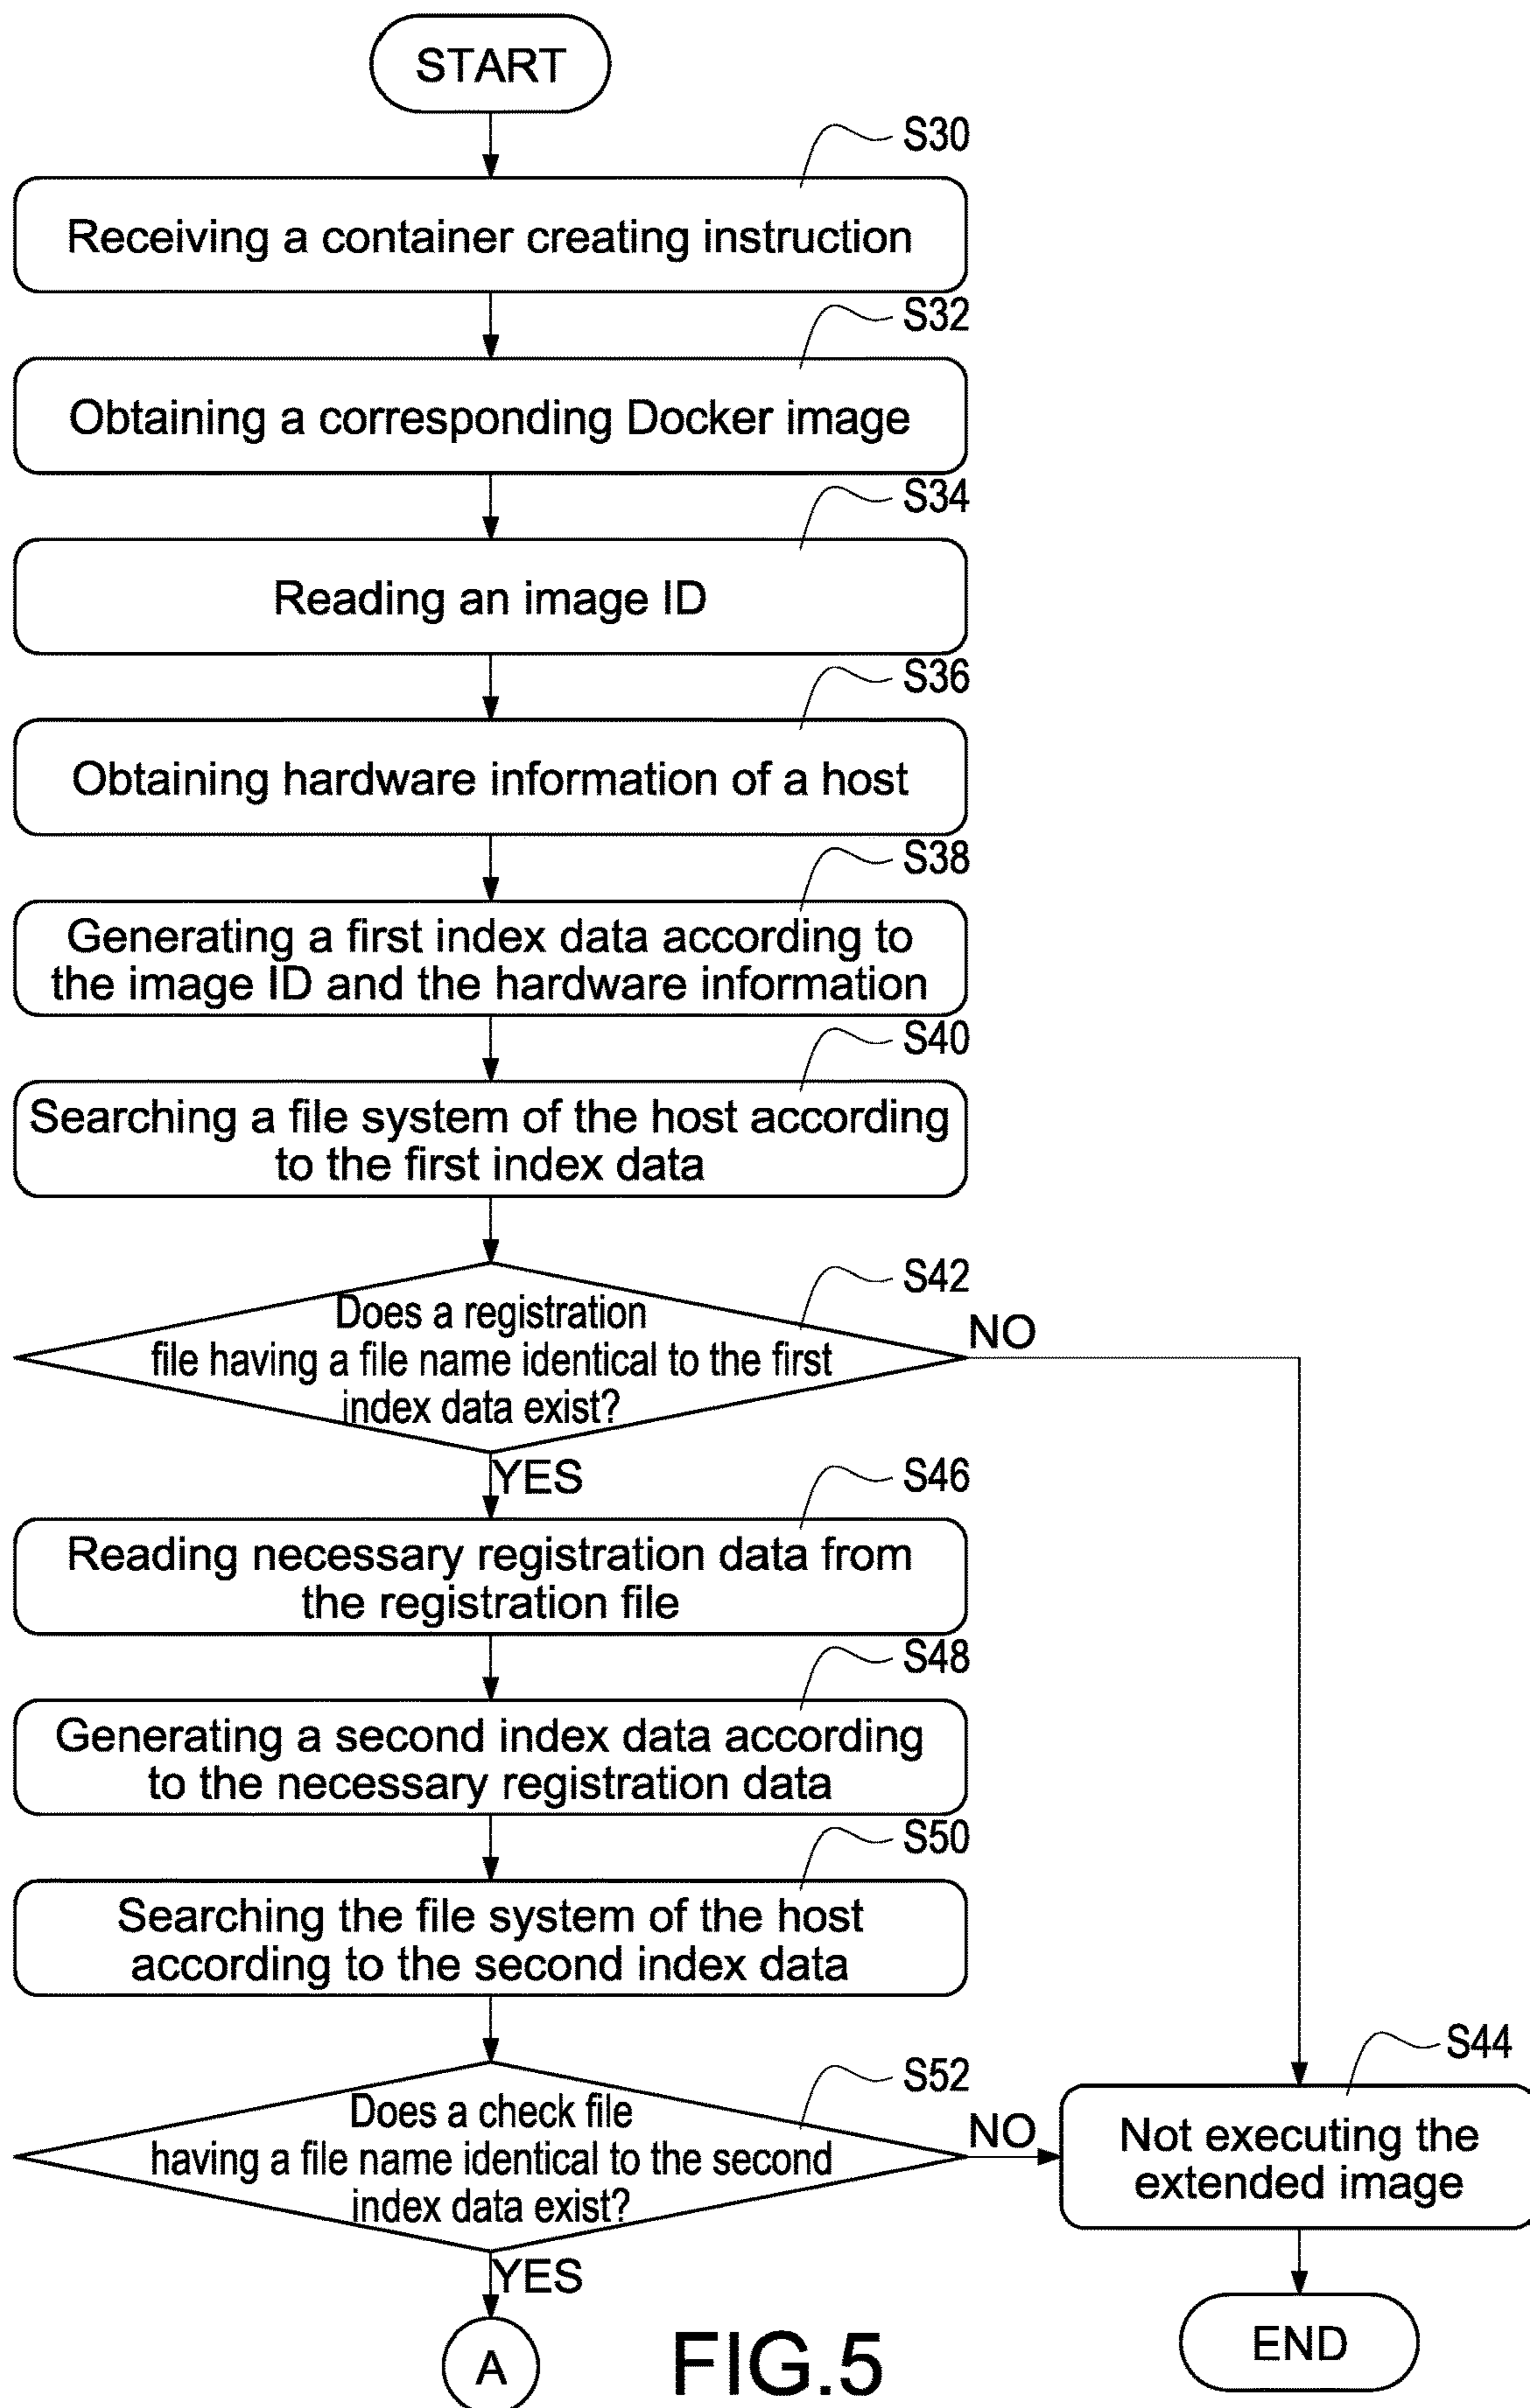 START
S30
Receiving a container creating instruction
S32
Obtaining a corresponding Docker image
S34
Reading an image ID
S36
Obtaining hardware information of a host
S38
Generating a first index data according to
the image ID and the hardware information
S40
Searching a file system of the host according
to the first index data
S42
Does a registration
file having a file name identical to the first
index data exist?
NO
YES
S46
Reading necessary registration data from
the registration file
S48
Generating a second index data according
to the necessary registration data
S50
Searching the file system of the host
according to the second index data
S52
Does a check file
having a file name identical to the second
index data exist?
NO
S44
Not executing the
extended image
YES
A
END
FIG.5